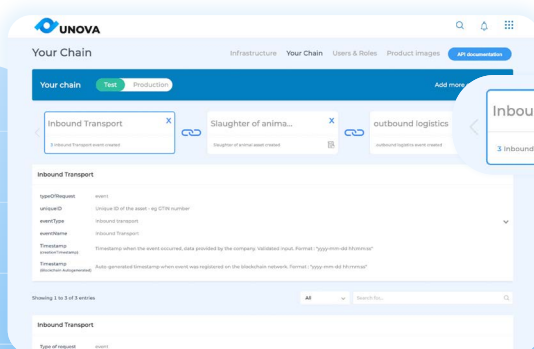 UNOVA
Your Chain
Infrastructure Your Chain Users & Roles Product Images API documentation
Your chain Test Production Add more
Inbound Transport X
3 Inbound Transport event created
Slaughter of anima... X
Slaughter of animal asset created
outbound logistics
outbound logistics event created
Inbou
3 Inbound
Inbound Transport
typeOfRequest event
uniqueID Unique ID of the asset - eg GTIN number
eventType Inbound transport
eventName Inbound Transport
Timestamp
(creationTimestamp) Timestamp when the event occurred, data provided by the company. Validated input. Format : "yyyy-mm-dd hh:mm:ss"
Timestamp
(Blockchain Autogenerated) Auto-generated timestamp when event was registered on the blockchain network. Format : "yyyy-mm-dd hh:mm:ss"
Showing 1 to 3 of 3 entries All Search for...
Inbound Transport
Type of request event